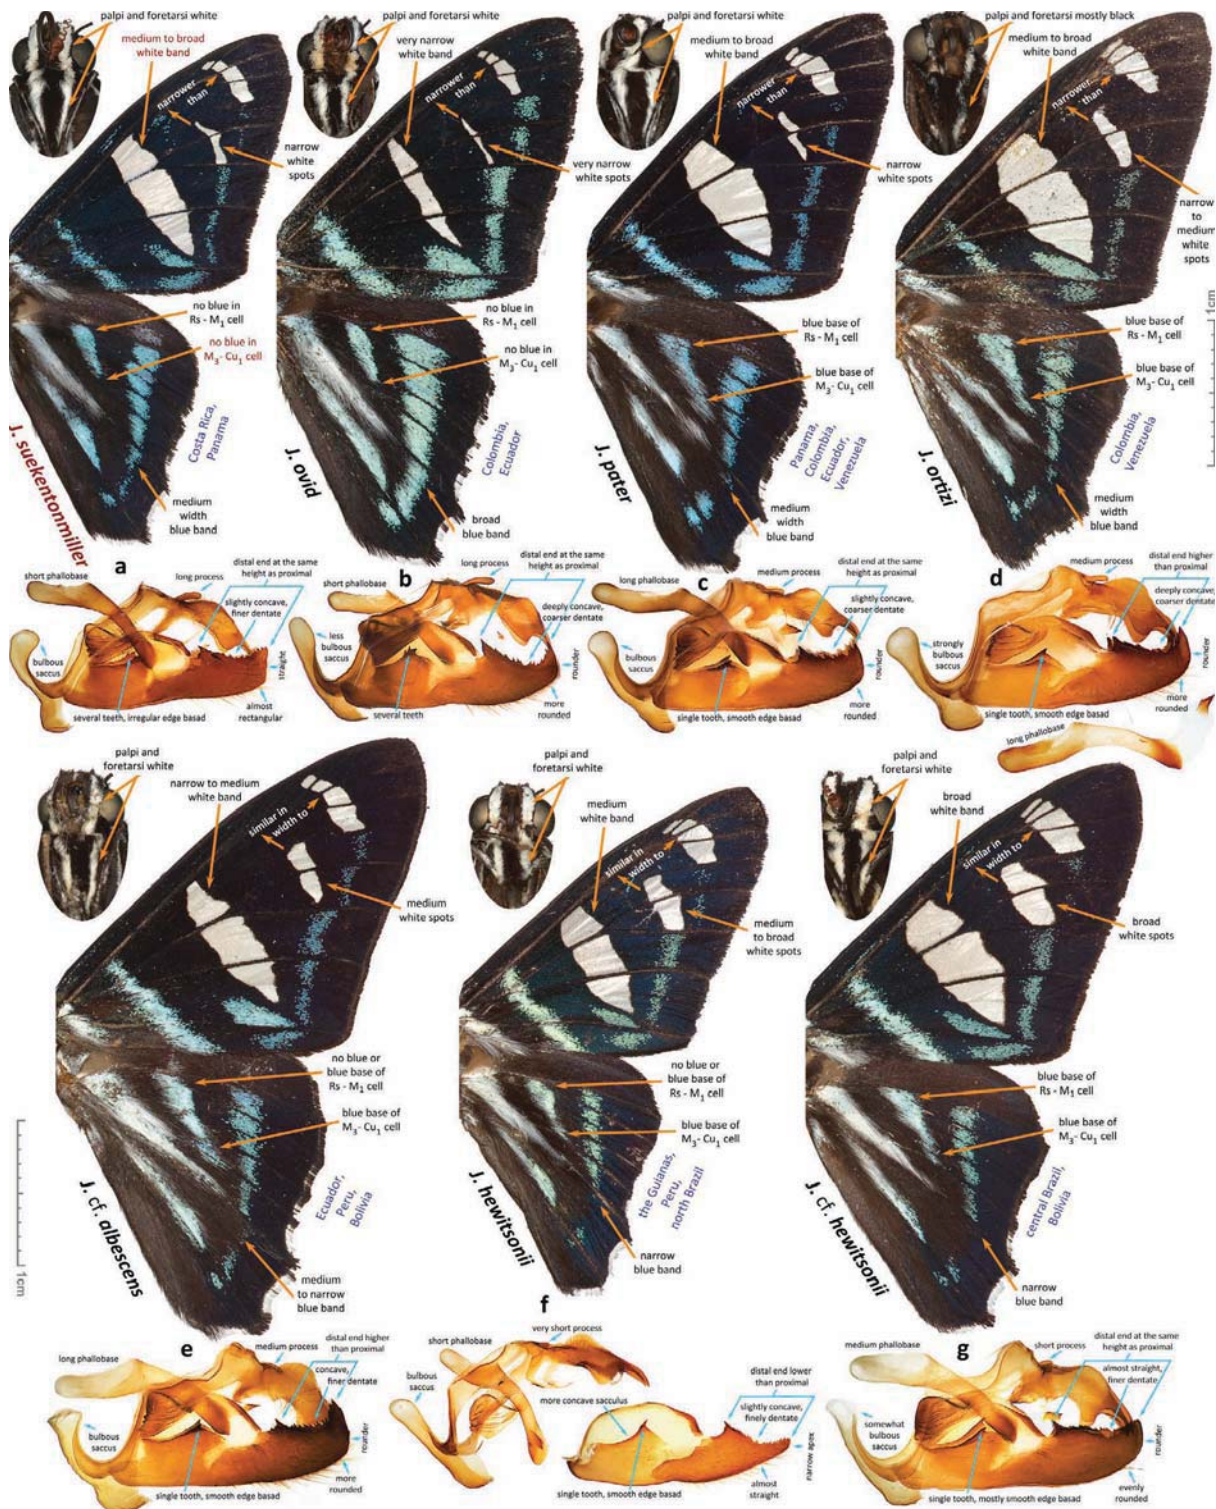 palpi and foretarsi white
medium to broad
white band
narrower
than
narrow
white
spots
no blue in
Rs - M1 cell
no blue in
M3- Cu1 cell
Costa Rica,
Panama
J. suekentonmiller
medium
width
blue band
palpi and foretarsi white
very narrow
white band
narrower
than
very narrow
white spots
no blue in
Rs - M1 cell
no blue in
M3- Cu1 cell
Colombia,
Ecuador
J. ovid
broad
blue band
palpi and foretarsi white
medium to broad
white band
narrower
than
narrow
white spots
blue base of
Rs - M1 cell
blue base of
M3- Cu1 cell
Panama,
Colombia,
Ecuador,
Venezuela
J. pater
medium
width
blue band
palpi and foretarsi mostly black
medium to broad
white band
narrower
than
narrow
to
medium
white
spots
1cm
blue base of
Rs - M1 cell
blue base of
M3- Cu1 cell
Colombia,
Venezuela
J. ortizi
medium
width
blue band
a
short phallobase
long process
distal end at the same
height as proximal
slightly concave,
finer dentate
bulbous
saccus
straight
several teeth, irregular edge basad
almost
rectangular
b
short phallobase
long process
distal end at the same
height as proximal
deeply concave,
coarser dentate
less
bulbous
saccus
rounder
several teeth
more
rounded
c
long phallobase
medium process
distal end at the same
height as proximal
slightly concave,
coarser dentate
bulbous
saccus
rounder
single tooth, smooth edge basad
more
rounded
d
medium process
distal end higher
than proximal
deeply concave,
coarser dentate
strongly
bulbous
saccus
rounder
single tooth, smooth edge basad
more
rounded
long phallobase
palpi and
foretarsi white
narrow to medium
white band
similar in
width to
medium
white spots
no blue or
blue base of
Rs - M1 cell
blue base of
M3- Cu1 cell
Ecuador,
Peru,
Bolivia
J. cf. albescens
1cm
medium
to narrow
blue band
palpi and
foretarsi white
medium
white band
similar in
width to
medium
to broad
white spots
no blue or
blue base of
Rs - M1 cell
blue base of
M3- Cu1 cell
the Guianas,
Peru,
north Brazil
J. hewitsonii
narrow
blue band
palpi and
foretarsi white
broad
white band
similar in
width to
broad
white spots
blue base of
Rs - M1 cell
blue base of
M3- Cu1 cell
central Brazil,
Bolivia
J. cf. hewitsonii
narrow
blue band
e
long phallobase
medium process
distal end higher
than proximal
concave,
finer dentate
bulbous
saccus
rounder
single tooth, smooth edge basad
more
rounded
f
very short process
short phallobase
bulbous
saccus
more concave sacculus
distal end lower
than proximal
slightly concave,
finely dentate
narrow apex
single tooth, smooth edge basad
almost
straight
g
medium phallobase
short process
distal end at the same
height as proximal
almost straight,
finer dentate
somewhat
bulbous
saccus
rounder
single tooth, mostly smooth edge basad
evenly
rounded